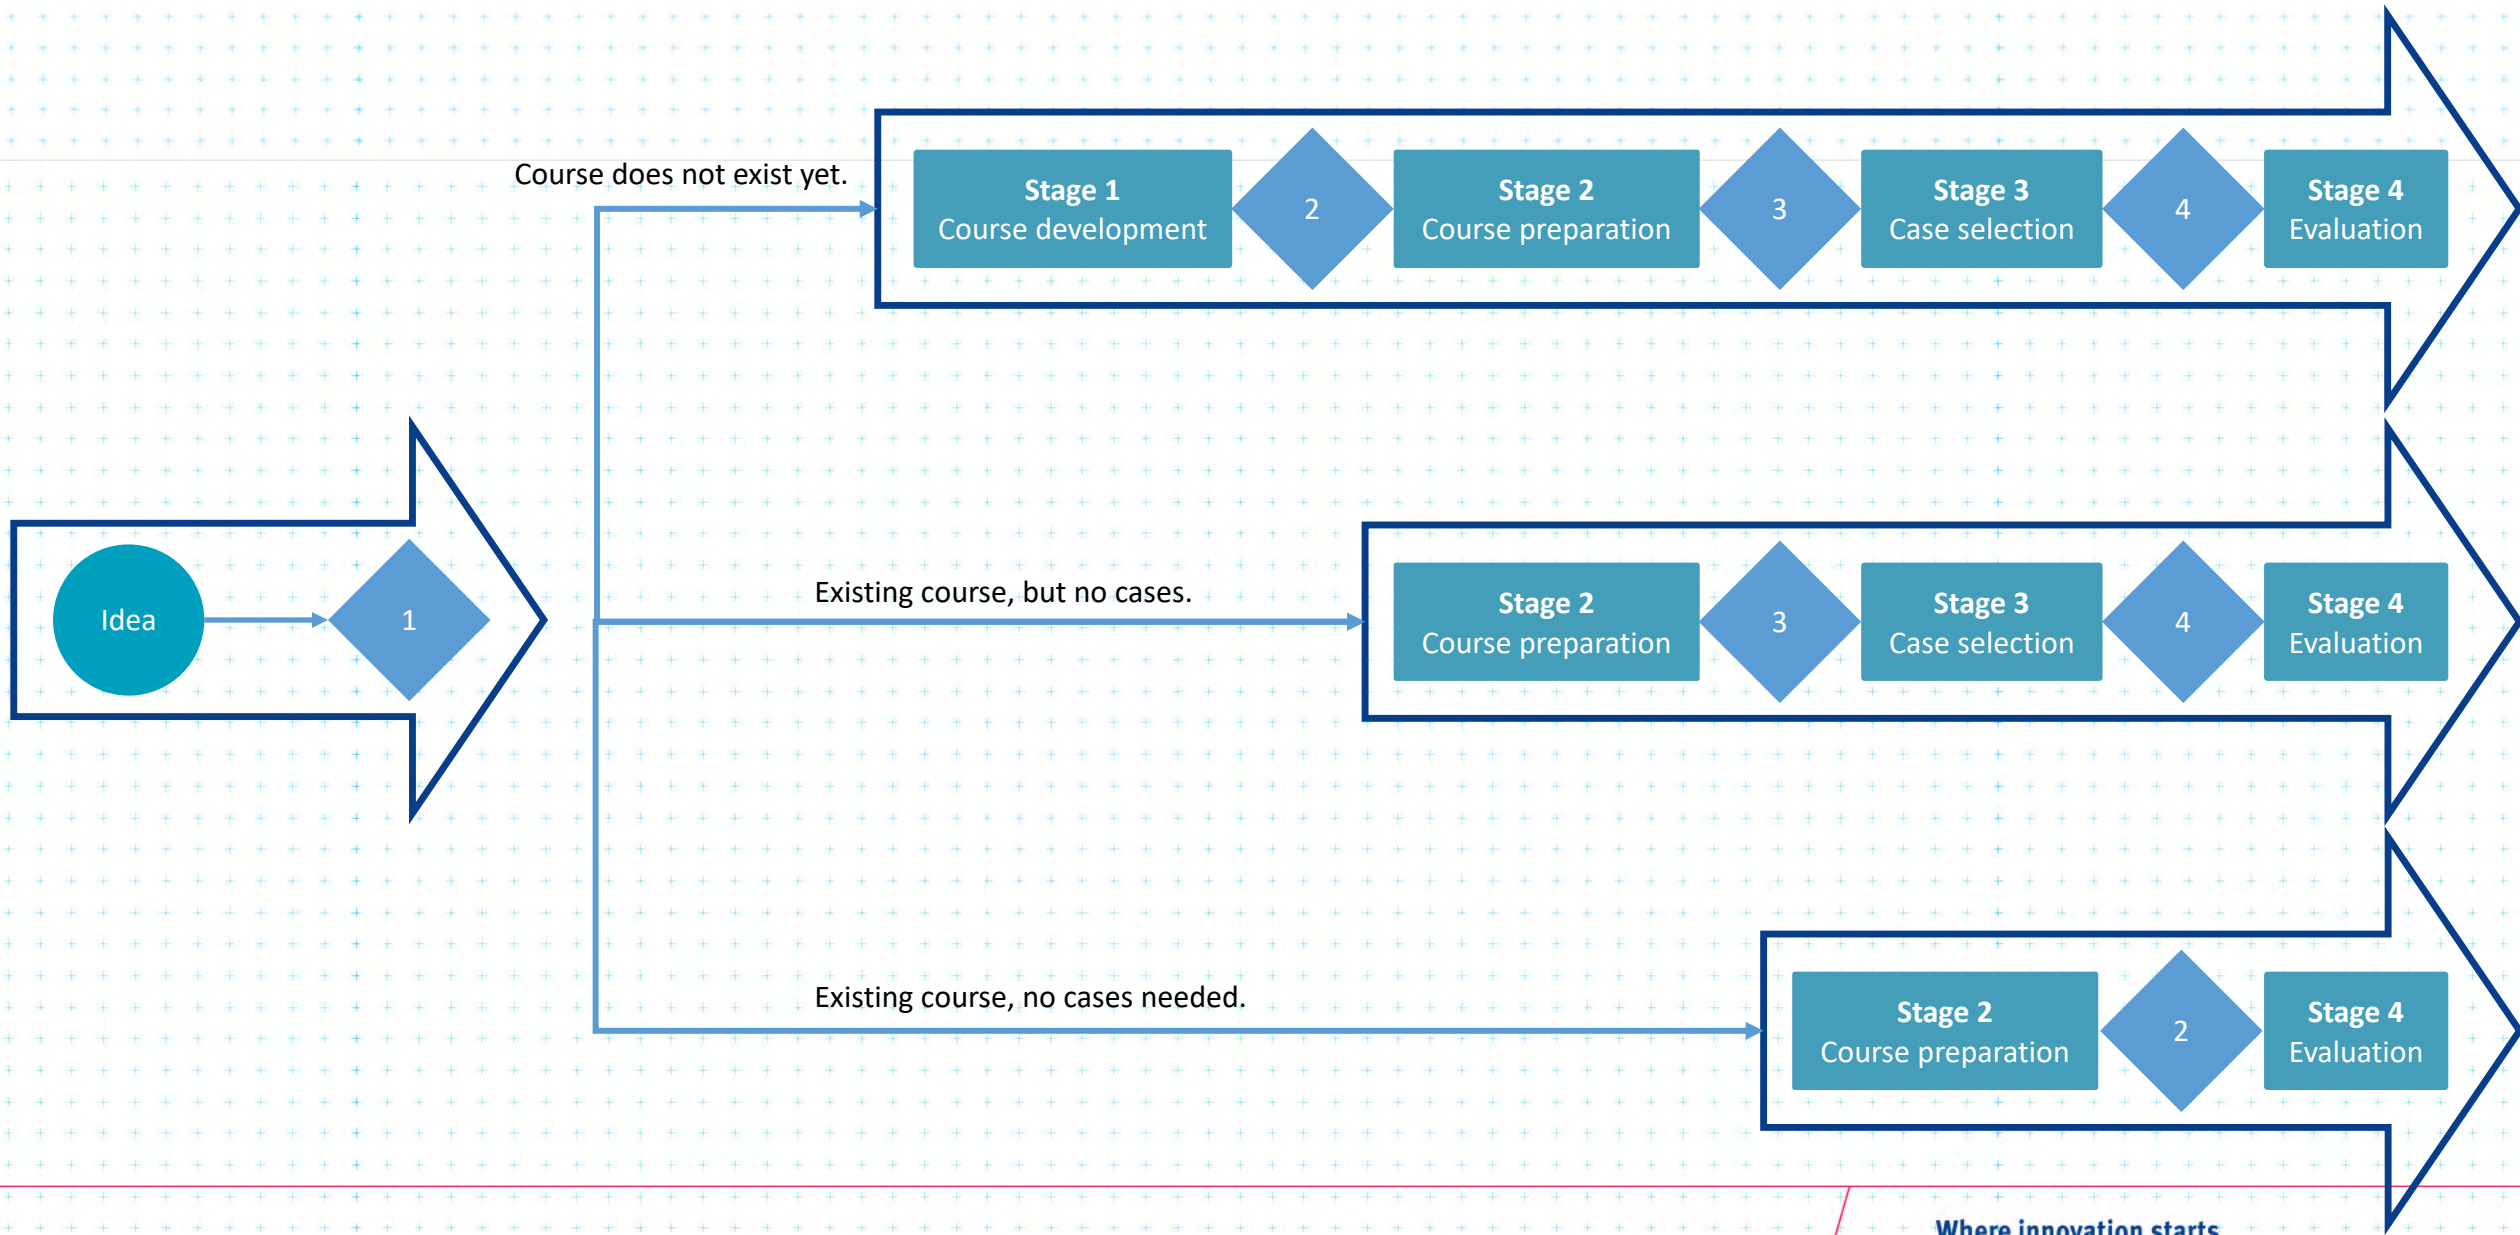 Course does not exist yet.
Stage 1
Course development
2
Stage 2
Course preparation
3
Stage 3
Case selection
4
Stage 4
Evaluation
Idea
1
Existing course, but no cases.
Stage 2
Course preparation
3
Stage 3
Case selection
4
Stage 4
Evaluation
Existing course, no cases needed.
Stage 2
Course preparation
2
Stage 4
Evaluation
Where innovation starts